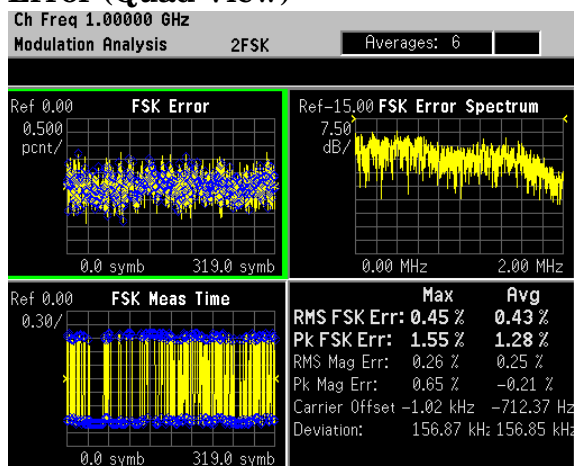 Error (Quad View)
Ch Freq 1.00000 GHz
Modulation Analysis 2FSK Averages: 6
Ref 0.00 FSK Error
0.500
pcnt/
0.0 symb 319.0 symb
Ref-15.00 FSK Error Spectrum
7.50
dB/
0.00 MHz 2.00 MHz
Ref 0.00 FSK Meas Time
0.30/
0.0 symb 319.0 symb
Max Avg
RMS FSK Err: 0.45 % 0.43 %
Pk FSK Err: 1.55 % 1.28 %
RMS Mag Err: 0.26 % 0.25 %
Pk Mag Err: 0.65 % -0.21 %
Carrier Offset -1.02 kHz -712.37 Hz
Deviation: 156.87 kHz 156.85 kHz